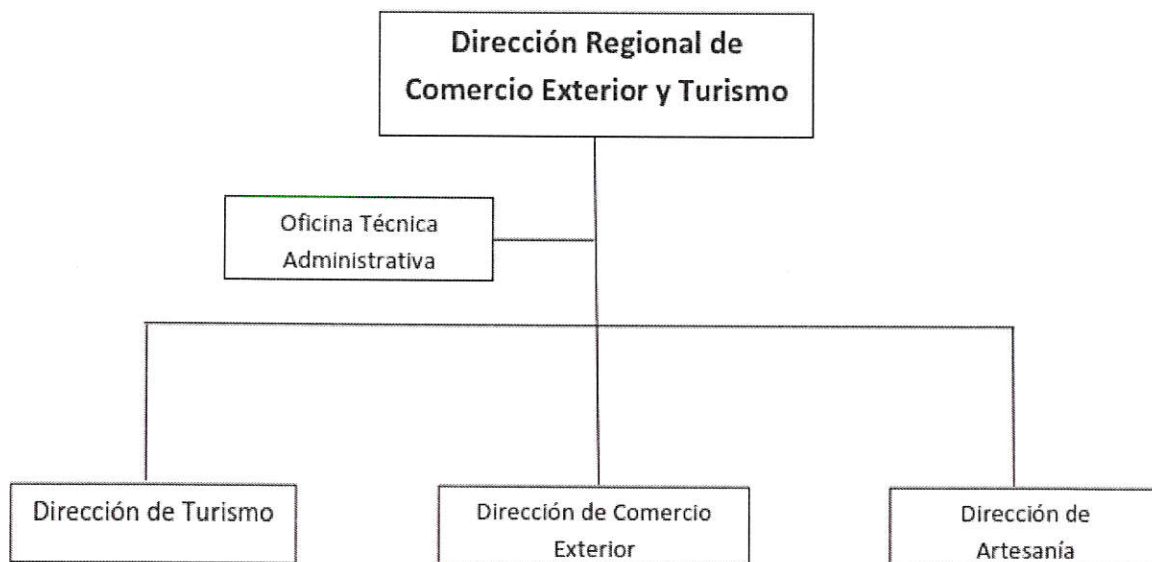 Dirección Regional de
Comercio Exterior y Turismo
Oficina Técnica
Administrativa
Dirección de Turismo
Dirección de Comercio
Exterior
Dirección de
Artesanía